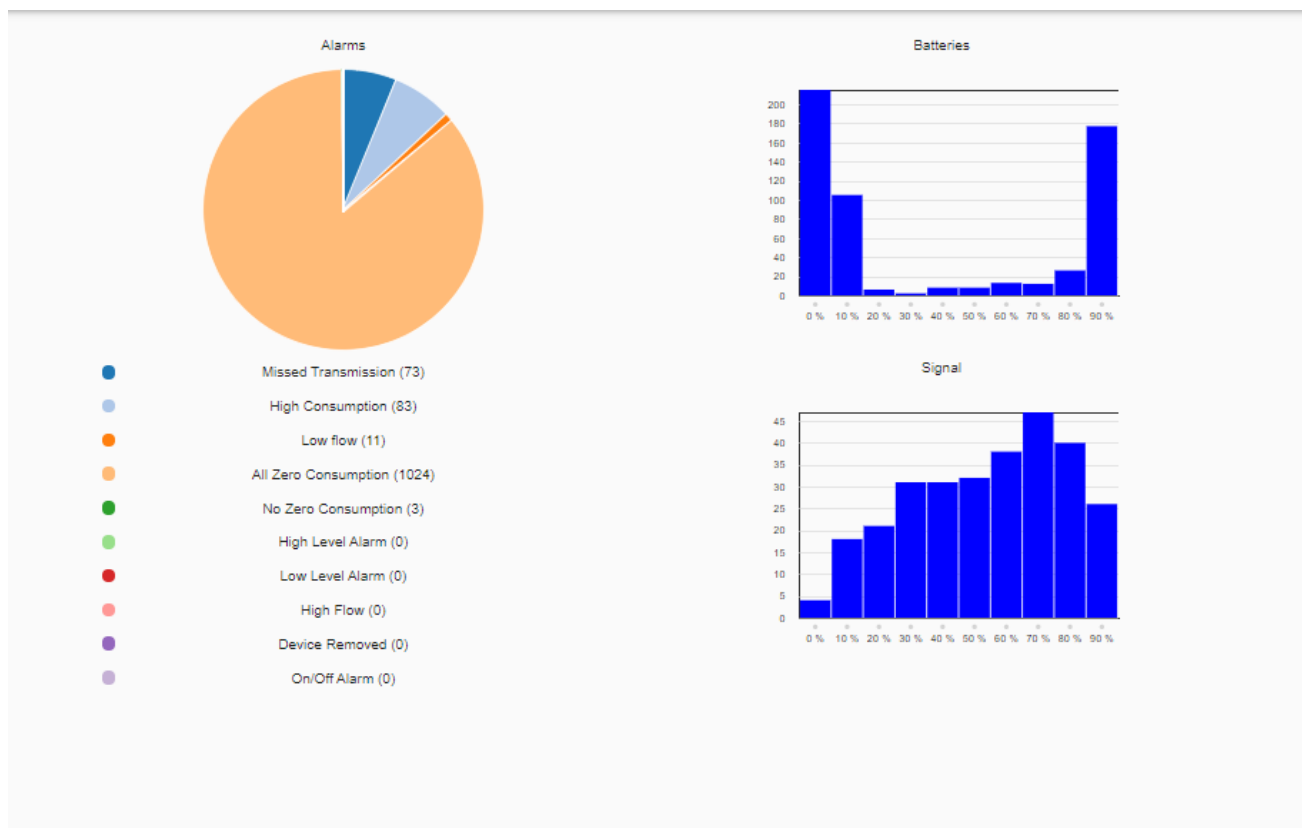 Alarms
Missed Transmission (73)
High Consumption (83)
Low flow (11)
All Zero Consumption (1024)
No Zero Consumption (3)
High Level Alarm (0)
Low Level Alarm (0)
High Flow (0)
Device Removed (0)
On/Off Alarm (0)
Batteries
200
180
160
140
120
100
80
60
40
20
0
0 % 10 % 20 % 30 % 40 % 50 % 60 % 70 % 80 % 90 %
Signal
45
40
35
30
25
20
15
10
5
0
0 % 10 % 20 % 30 % 40 % 50 % 60 % 70 % 80 % 90 %